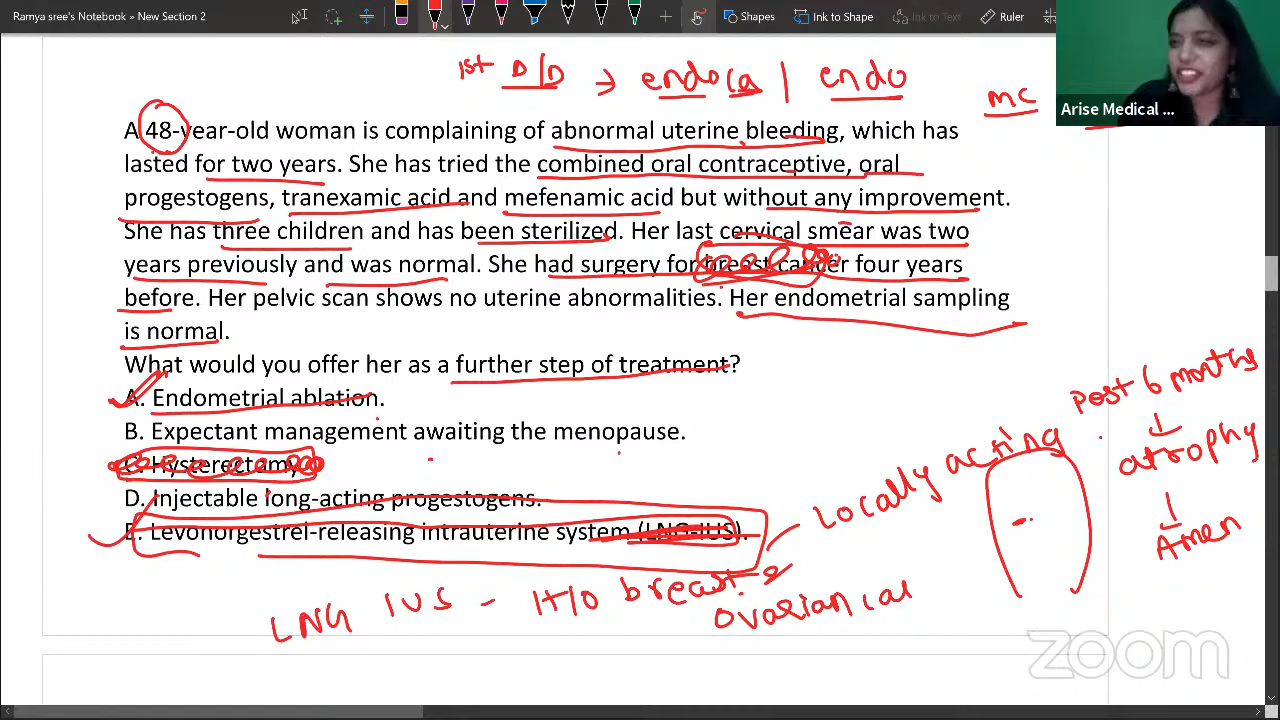 Ramya sree's Notebook » New Section 2
Shapes
Ink to Shape
Ink to Text
Ruler
Ms
Arise Medical ...
1st D/D → endo ca | endo
mc
A 48-year-old woman is complaining of abnormal uterine bleeding, which has
lasted for two years. She has tried the combined oral contraceptive, oral
progestogens, tranexamic acid and mefenamic acid but without any improvement.
She has three children and has been sterilized. Her last cervical smear was two
years previously and was normal. She had surgery for breast cancer four years
before. Her pelvic scan shows no uterine abnormalities. Her endometrial sampling
is normal.
What would you offer her as a further step of treatment?
A. Endometrial ablation.
B. Expectant management awaiting the menopause.
C. Hysterectomy
D. Injectable long-acting progestogens.
E. Levonorgestrel-releasing intrauterine system (LNG-IUS).
Post 6 months
↓
atrophy
↓
Amen
Locally acting
LNG IUS - H/O breast
ovarian ca
zoom